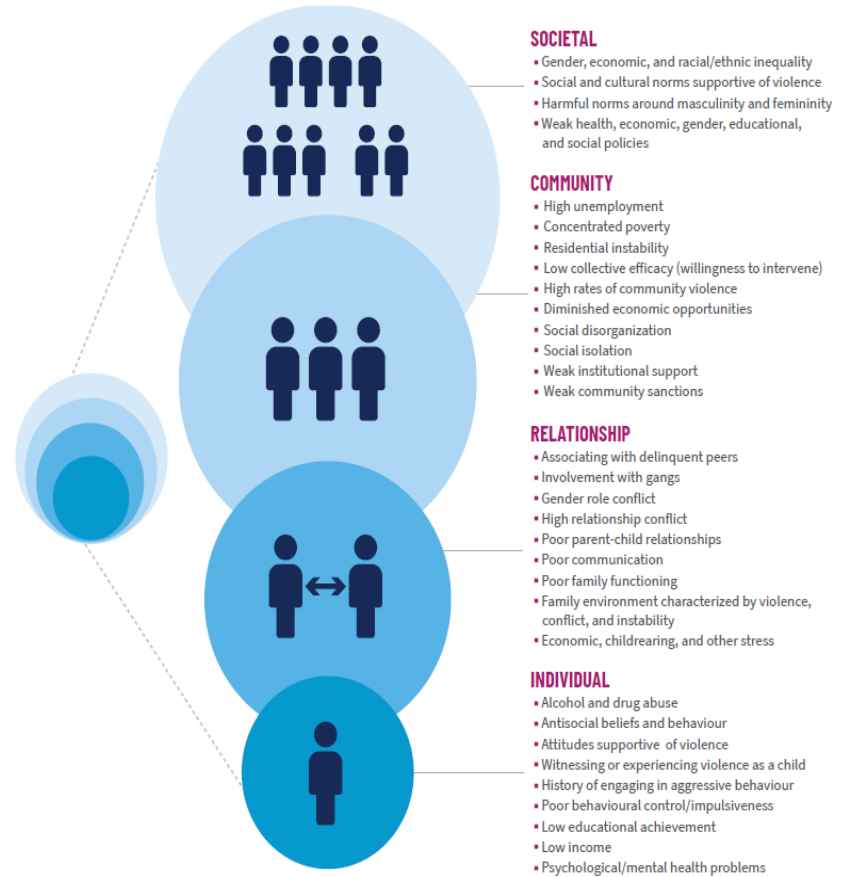 SOCIETAL
▪ Gender, economic, and racial/ethnic inequality
▪ Social and cultural norms supportive of violence
▪ Harmful norms around masculinity and femininity
▪ Weak health, economic, gender, educational,
and social policies
COMMUNITY
▪ High unemployment
▪ Concentrated poverty
▪ Residential instability
▪ Low collective efficacy (willingness to intervene)
▪ High rates of community violence
▪ Diminished economic opportunities
▪ Social disorganization
▪ Social isolation
▪ Weak institutional support
▪ Weak community sanctions
RELATIONSHIP
▪ Associating with delinquent peers
▪ Involvement with gangs
▪ Gender role conflict
▪ High relationship conflict
▪ Poor parent-child relationships
▪ Poor communication
▪ Poor family functioning
▪ Family environment characterized by violence,
conflict, and instability
▪ Economic, childrearing, and other stress
INDIVIDUAL
▪ Alcohol and drug abuse
▪ Antisocial beliefs and behaviour
▪ Attitudes supportive of violence
▪ Witnessing or experiencing violence as a child
▪ History of engaging in aggressive behaviour
▪ Poor behavioural control/impulsiveness
▪ Low educational achievement
▪ Low income
▪ Psychological/mental health problems